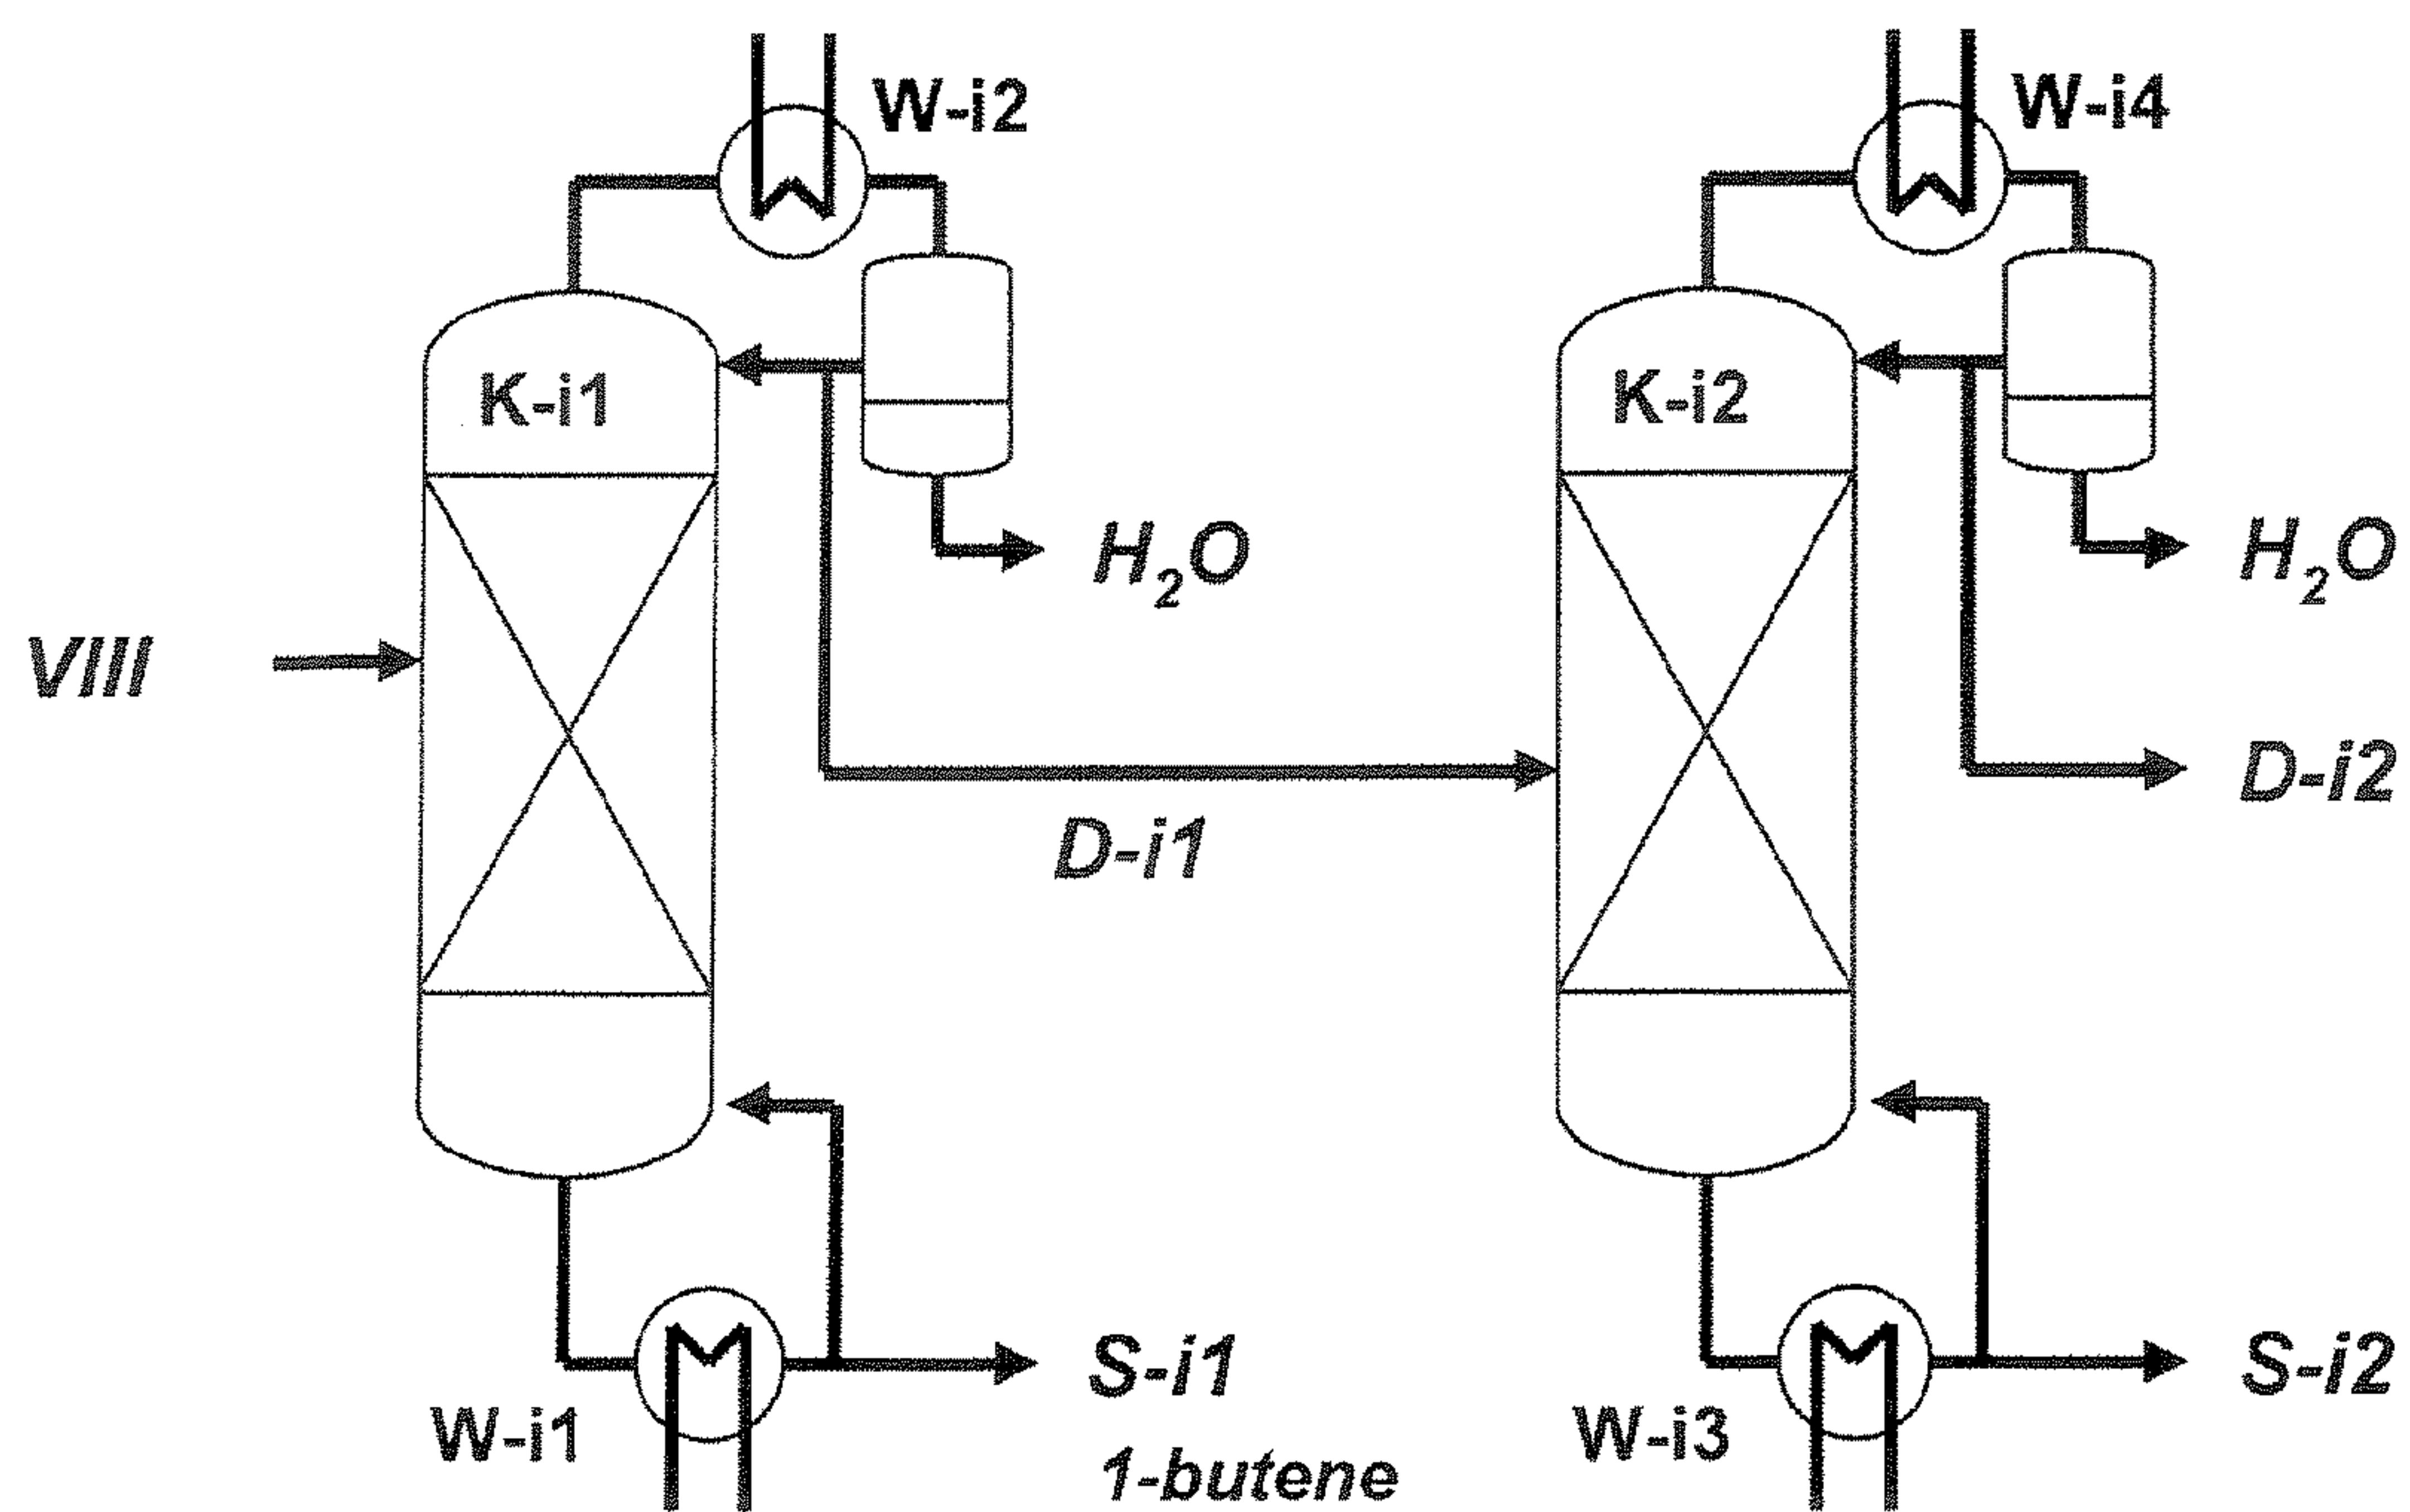 W-i2
W-i4
K-i1
K-i2
H₂O
H₂O
VIII
D-i2
D-i1
S-i1
1-butene
S-i2
W-i1
W-i3